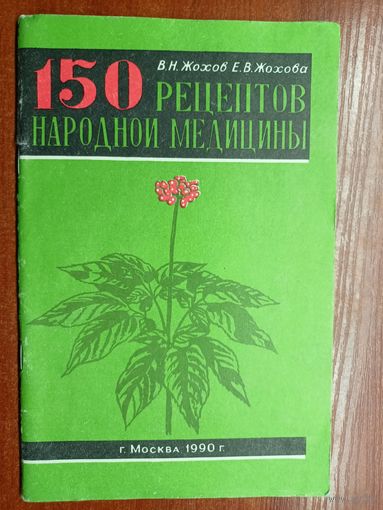 В.Н. Жохов Е.В. Жохова
150 РЕЦЕПТОВ
НАРОДНОЙ МЕДИЦИНЫ
г. Москва 1990 г.